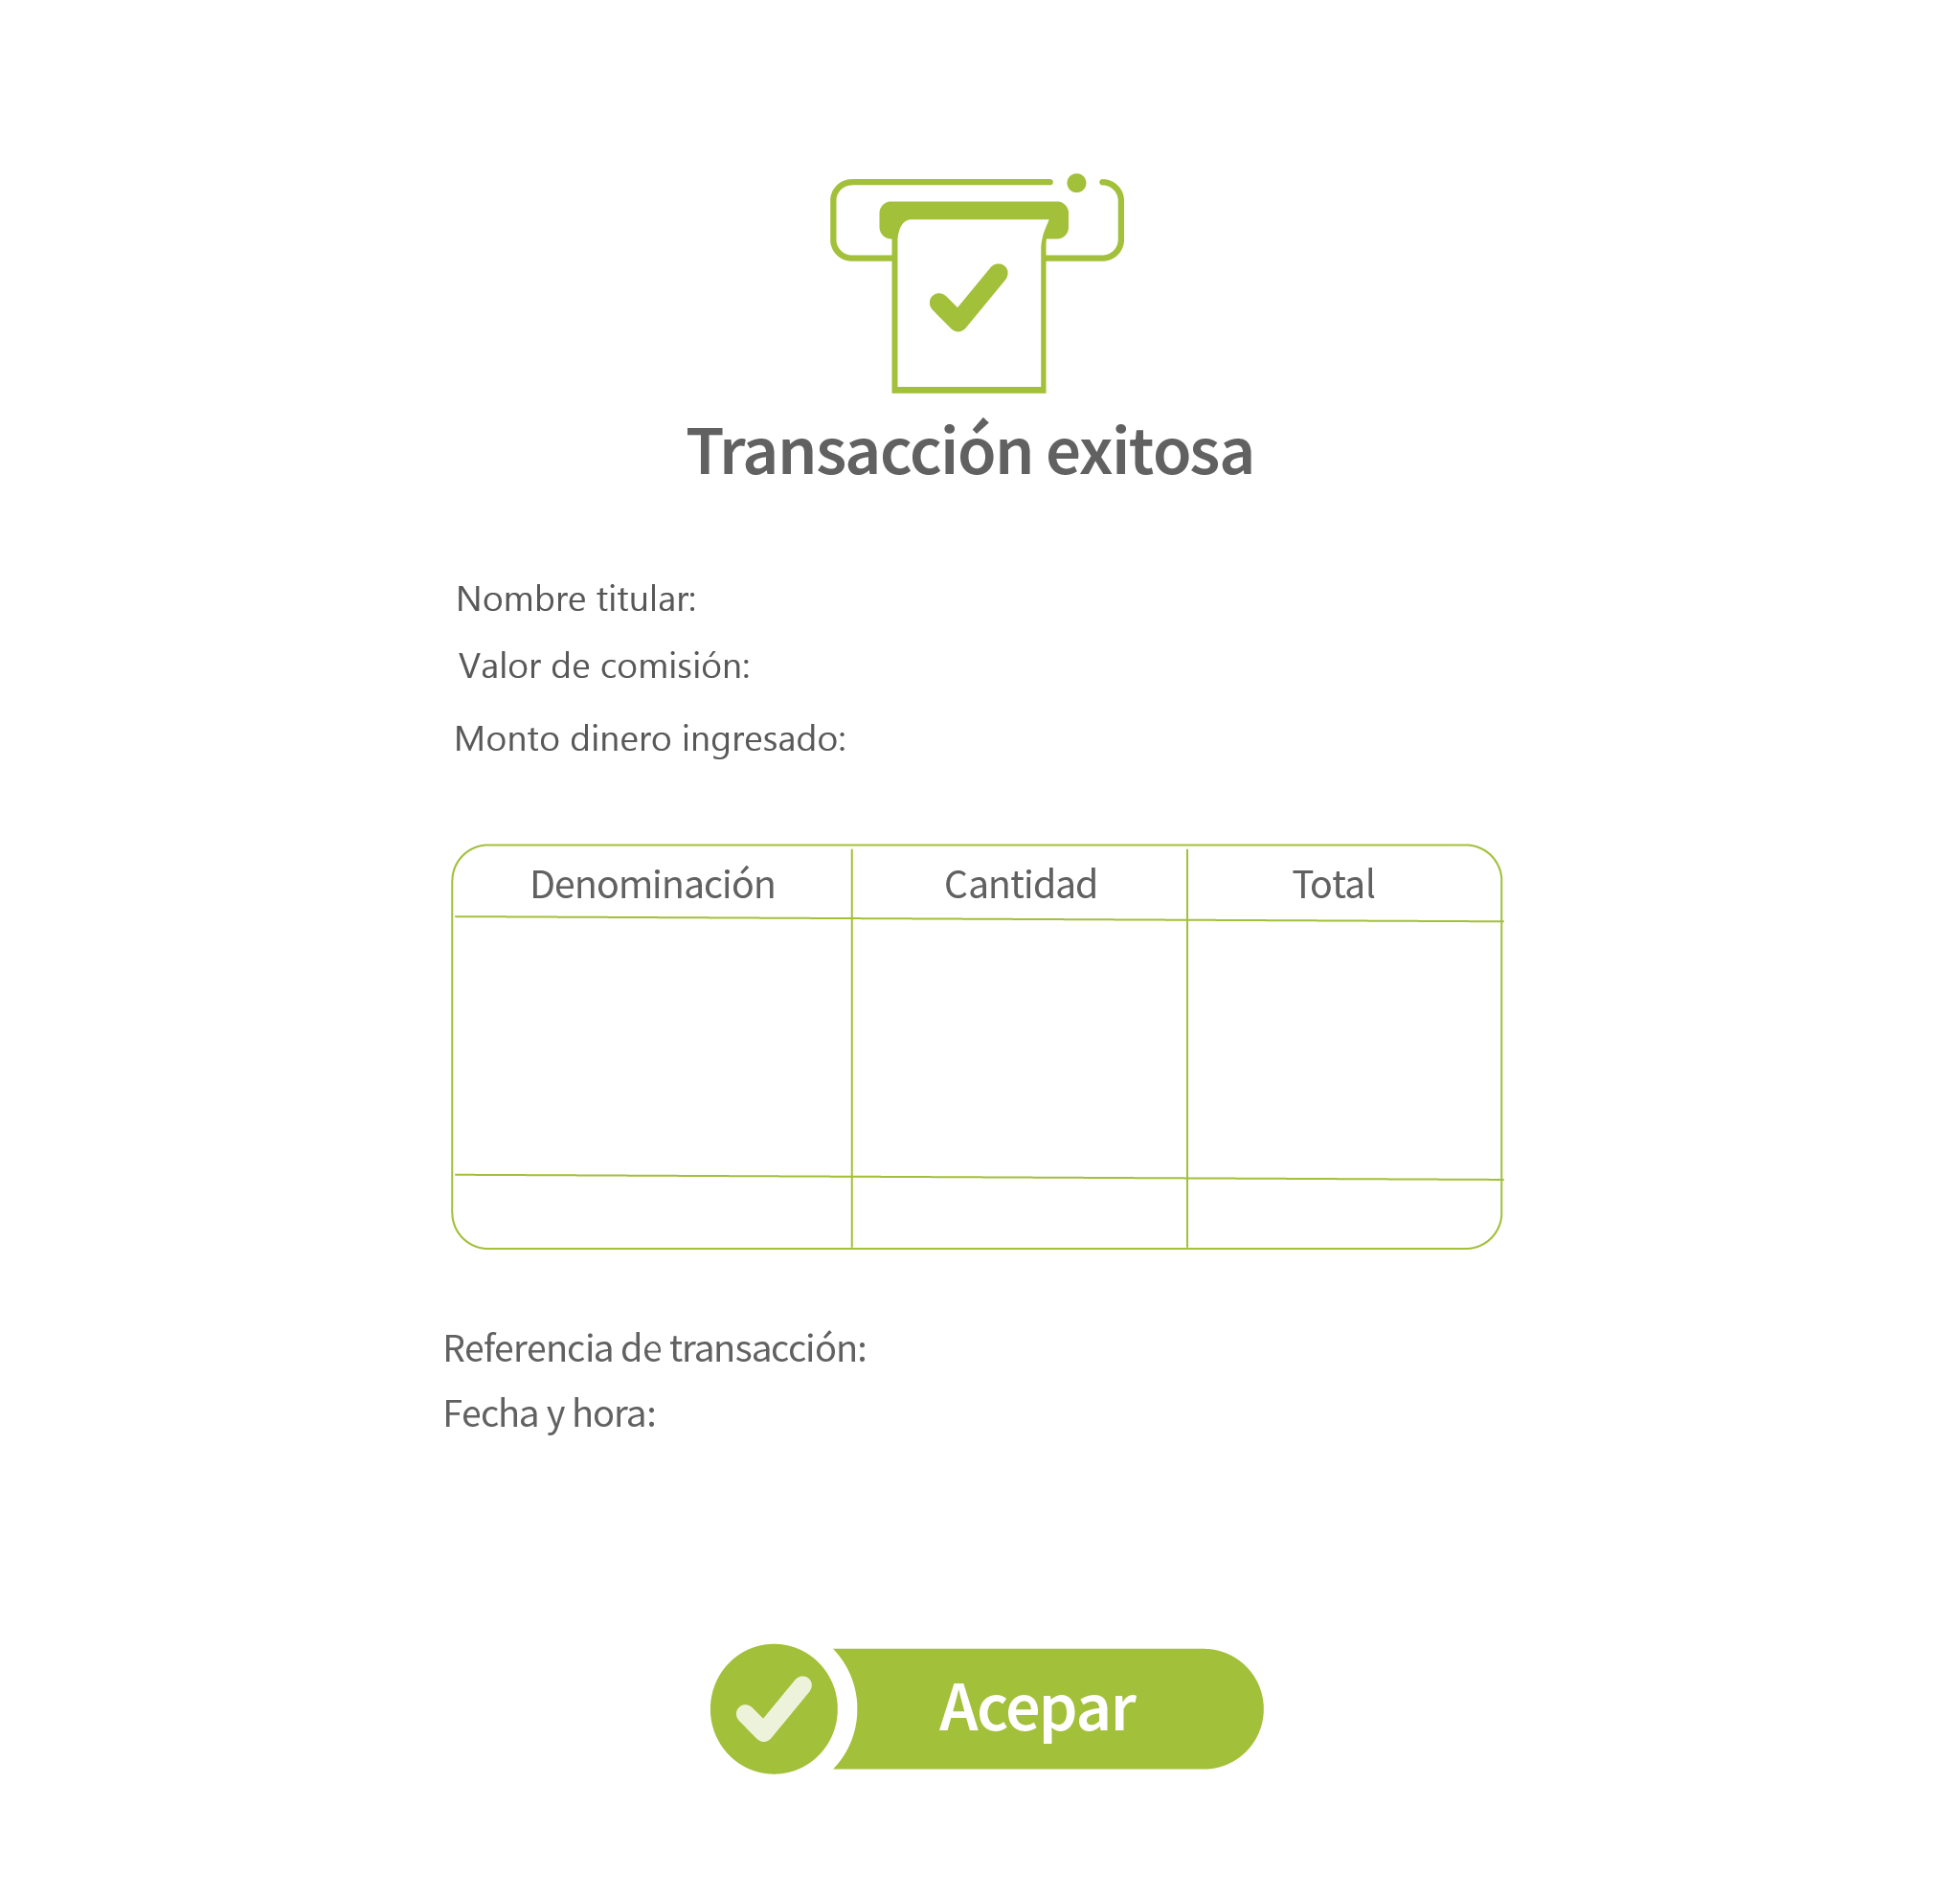 Transacción exitosa
Nombre titular:
Valor de comisión:
Monto dinero ingresado:
Denominación Cantidad Total
Referencia de transacción:
Fecha y hora:
Acepar